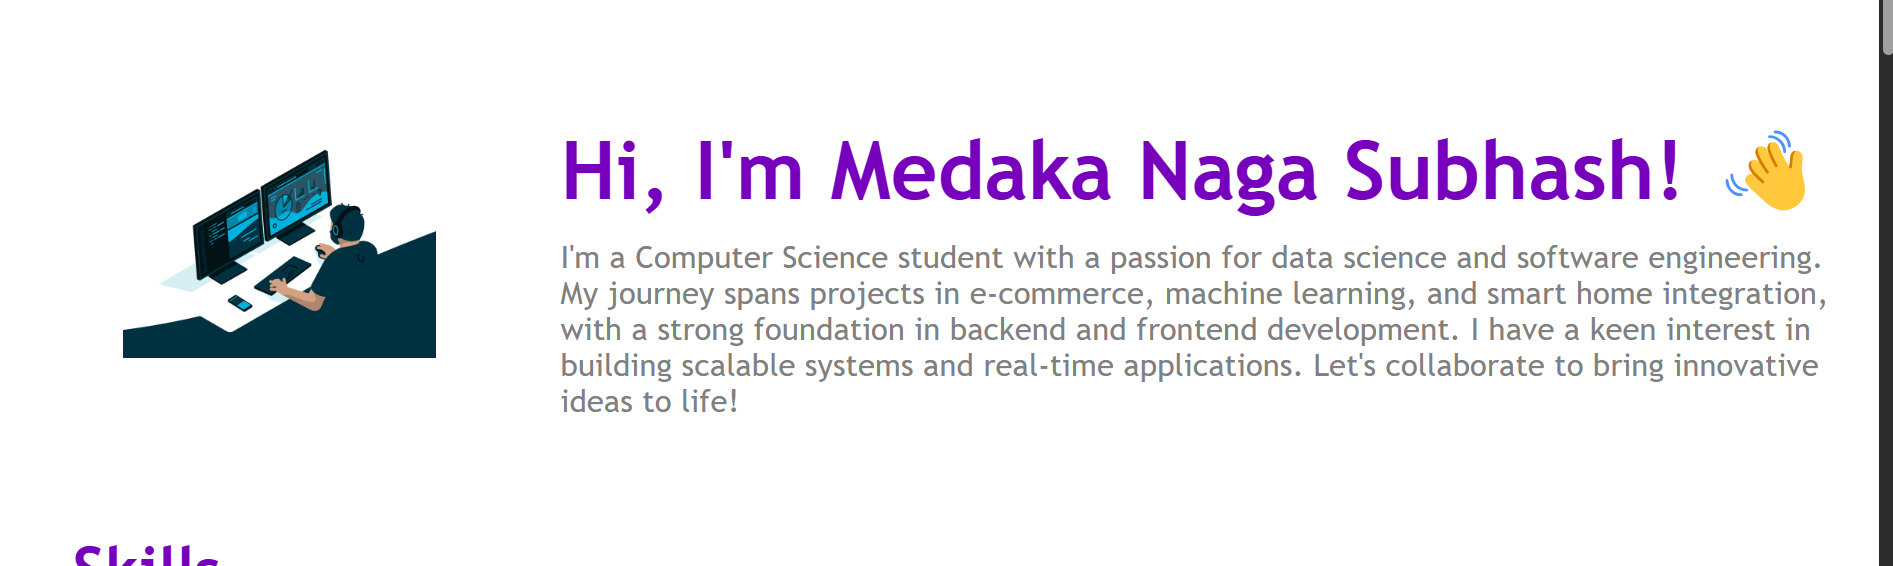 Hi, I'm Medaka Naga Subhash! 👋
I'm a Computer Science student with a passion for data science and software engineering.
My journey spans projects in e-commerce, machine learning, and smart home integration,
with a strong foundation in backend and frontend development. I have a keen interest in
building scalable systems and real-time applications. Let's collaborate to bring innovative
ideas to life!
Skills